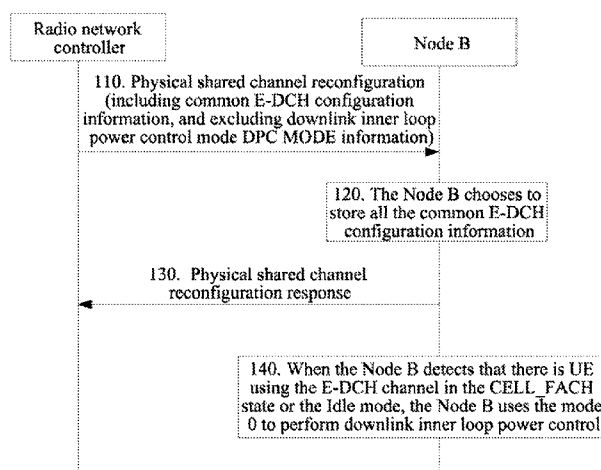 Radio network
controller
Node B
110. Physical shared channel reconfiguration
(including common E-DCH configuration
information, and excluding downlink inner loop
power control mode DPC MODE information)
120. The Node B chooses to
store all the common E-DCH
configuration information
130. Physical shared channel
reconfiguration response
140. When the Node B detects that there is UE
using the E-DCH channel in the CELL_FACH
state or the Idle mode, the Node B uses the mode
0 to perform downlink inner loop power control